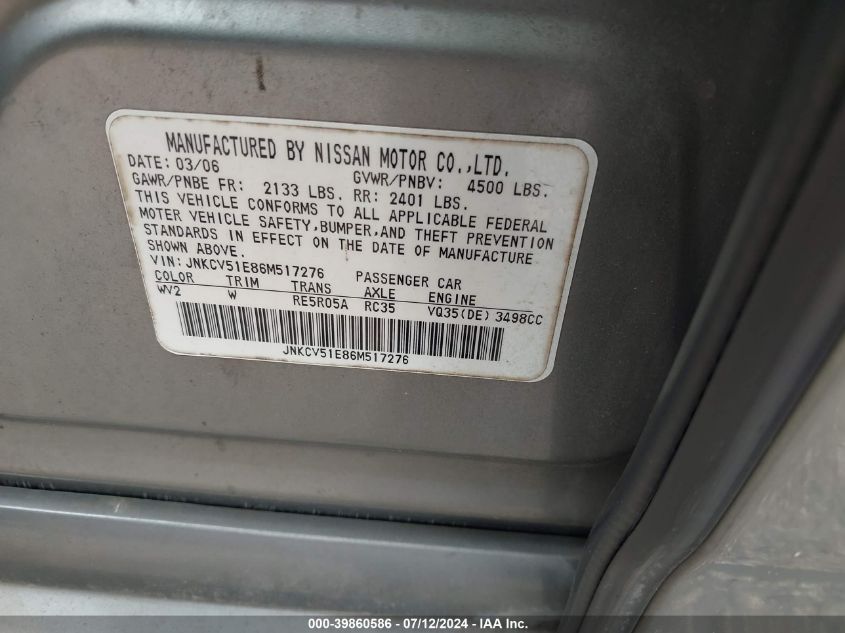 MANUFACTURED BY NISSAN MOTOR CO.,LTD.
DATE: 03/06 GVWR/PNBV: 4500 LBS.
GAWR/PNBE FR: 2133 LBS. RR: 2401 LBS.
THIS VEHICLE CONFORMS TO ALL APPLICABLE FEDERAL
MOTER VEHICLE SAFETY,BUMPER,AND THEFT PREVENTION
STANDARDS IN EFFECT ON THE DATE OF MANUFACTURE
SHOWN ABOVE.
VIN: JNKCV51E86M517276 PASSENGER CAR
COLOR TRIM TRANS AXLE ENGINE
WV2 W RE5R05A RC35 VQ35(DE) 3498CC
JNKCV51E86M517276
000-39860586 - 07/12/2024 - IAA Inc.